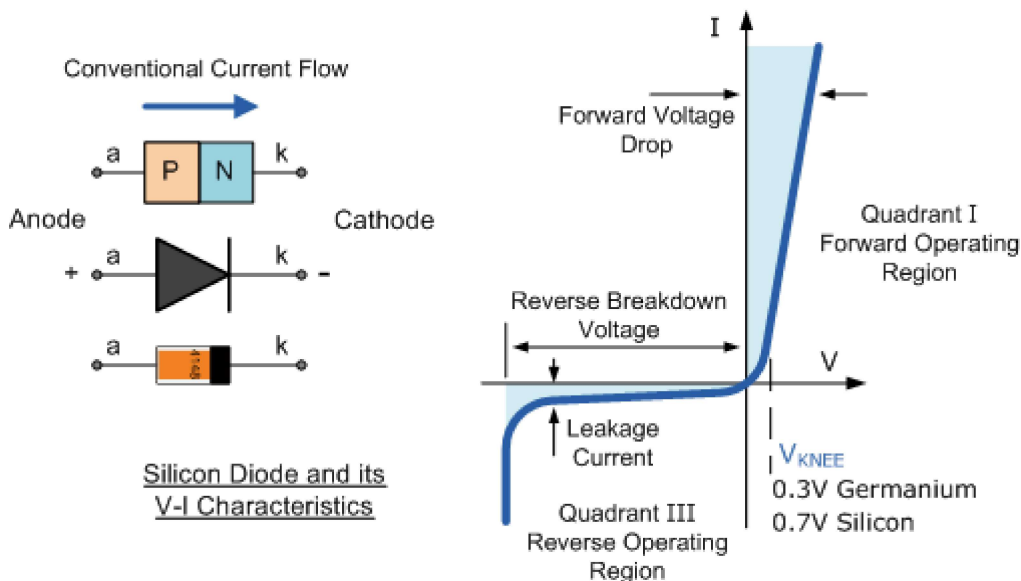 Conventional Current Flow
a
P
N
k
Anode
Cathode
a
k
+
-
a
4148
k
Silicon Diode and its
V-I Characteristics
I
Forward Voltage
Drop
Quadrant I
Forward Operating
Region
Reverse Breakdown
Voltage
V
Leakage
Current
VKNEE
0.3V Germanium
0.7V Silicon
Quadrant III
Reverse Operating
Region